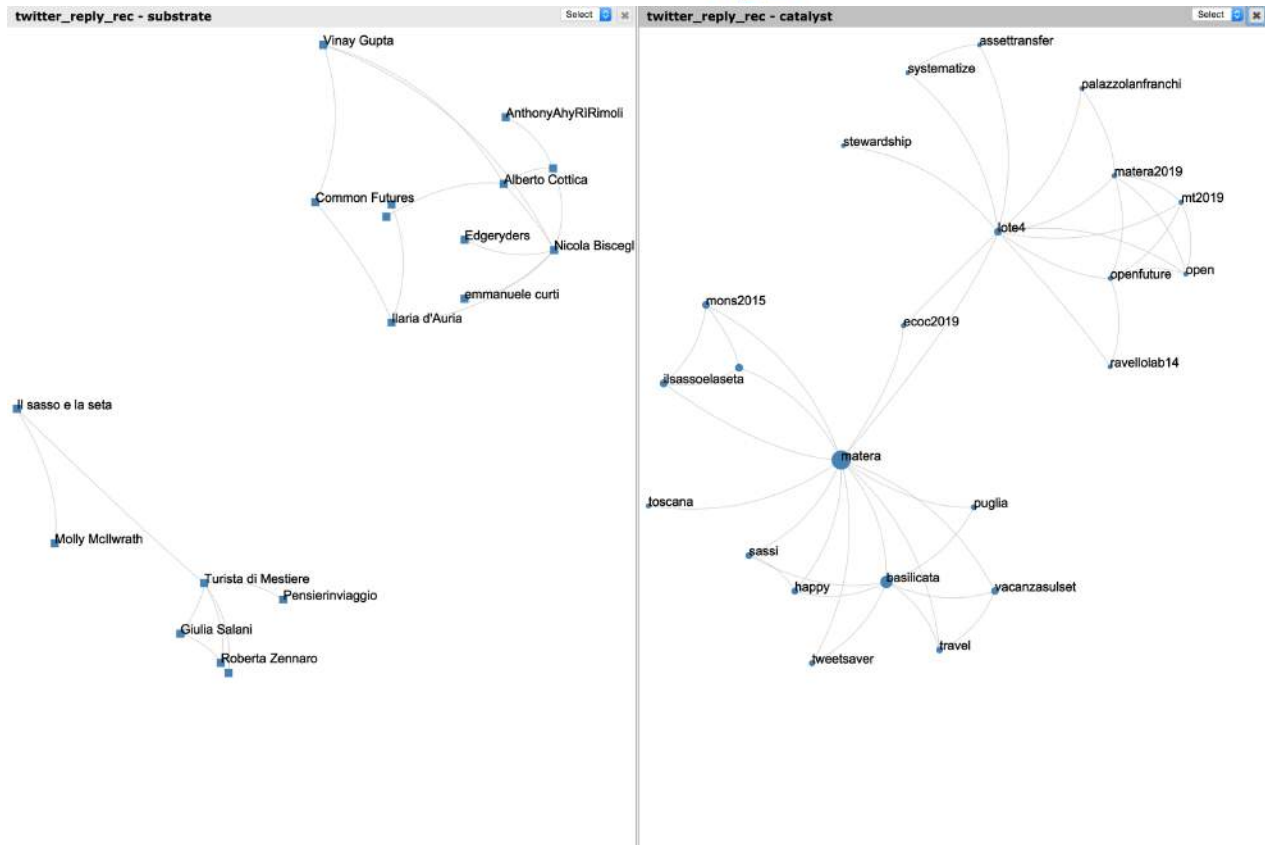 twitter_reply_rec - substrate
Select
Vinay Gupta
AnthonyAhyRiRimoli
Alberto Cottica
Common Futures
Edgeryders
Nicola Biscegl
emmanuele curti
Ilaria d'Auria
Il sasso e la seta
Molly McIlwrath
Turista di Mestiere
Pensierinviaggio
Giulia Salani
Roberta Zennaro
twitter_reply_rec - catalyst
Select
assettransfer
systematize
palazzolanfranchi
stewardship
matera2019
mt2019
lote4
openfuture
open
mons2015
ecoc2019
ravellolab14
ilsassoelaseta
matera
toscana
puglia
sassi
happy
basilicata
vacanzasulset
travel
tweetsaver